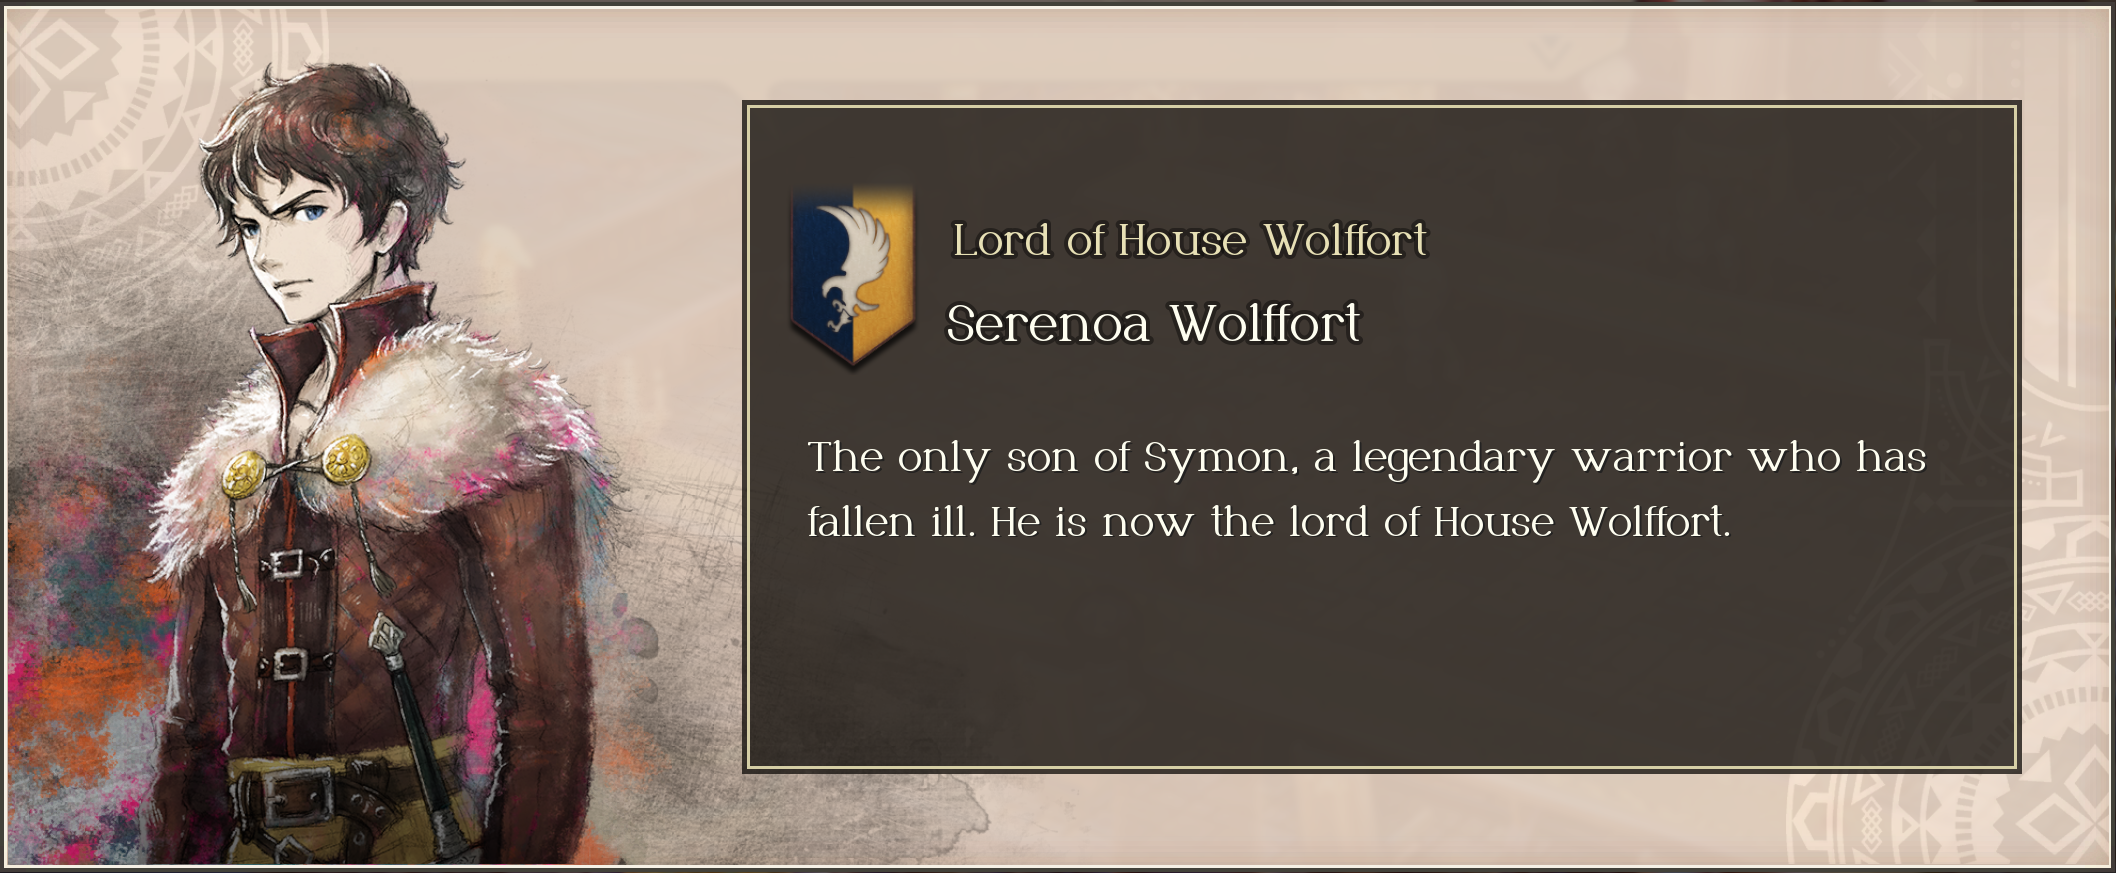 Lord of House Wolffort
Serenoa Wolffort
The only son of Symon, a legendary warrior who has
fallen ill. He is now the lord of House Wolffort.